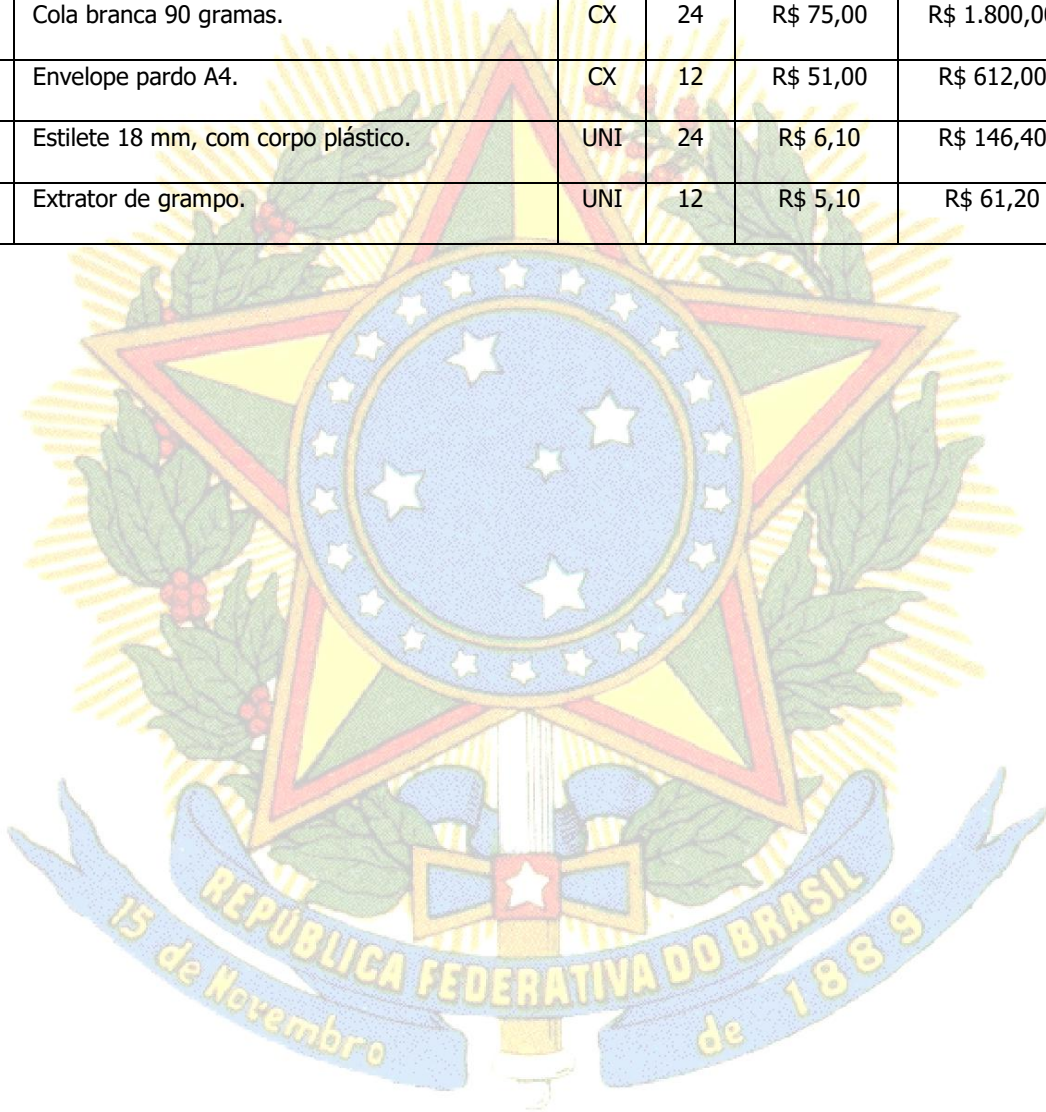 Cola branca 90 gramas. CX 24 R$ 75,00 R$ 1.800,00
Envelope pardo A4. CX 12 R$ 51,00 R$ 612,00
Estilete 18 mm, com corpo plástico. UNI 24 R$ 6,10 R$ 146,40
Extrator de grampo. UNI 12 R$ 5,10 R$ 61,20
REPÚBLICA FEDERATIVA DO BRASIL
15 de Novembro de 1889